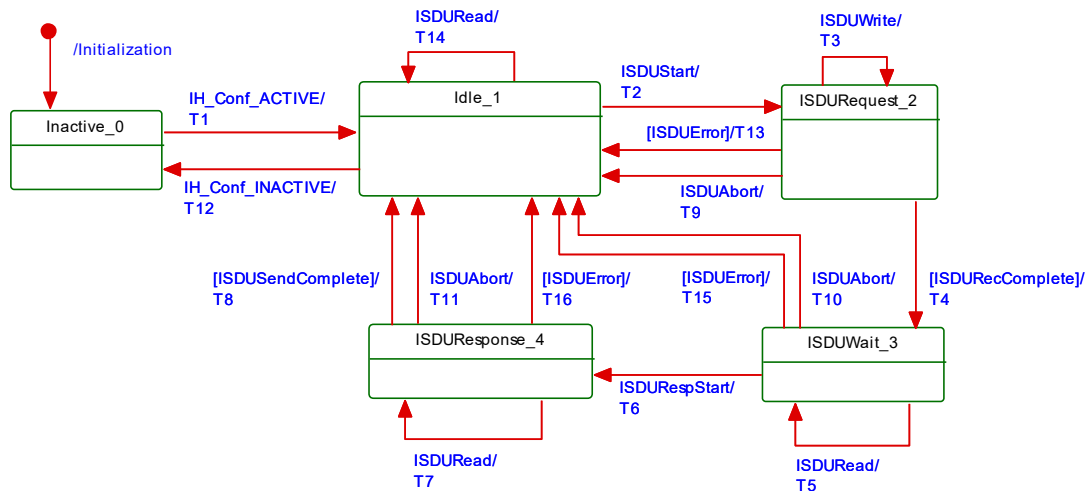 ISDURead/
T14
ISDUWrite/
T3
/Initialization
Inactive_0
IH_Conf_ACTIVE/
T1
IH_Conf_INACTIVE/
T12
Idle_1
ISDUStart/
T2
[ISDUError]/T13
ISDUAbort/
T9
ISDURequest_2
[ISDUSendComplete]/
T8
ISDUAbort/
T11
[ISDUError]/
T16
[ISDUError]/
T15
ISDUAbort/
T10
[ISDURecComplete]/
T4
ISDUResponse_4
ISDUWait_3
ISDURespStart/
T6
ISDURead/
T7
ISDURead/
T5